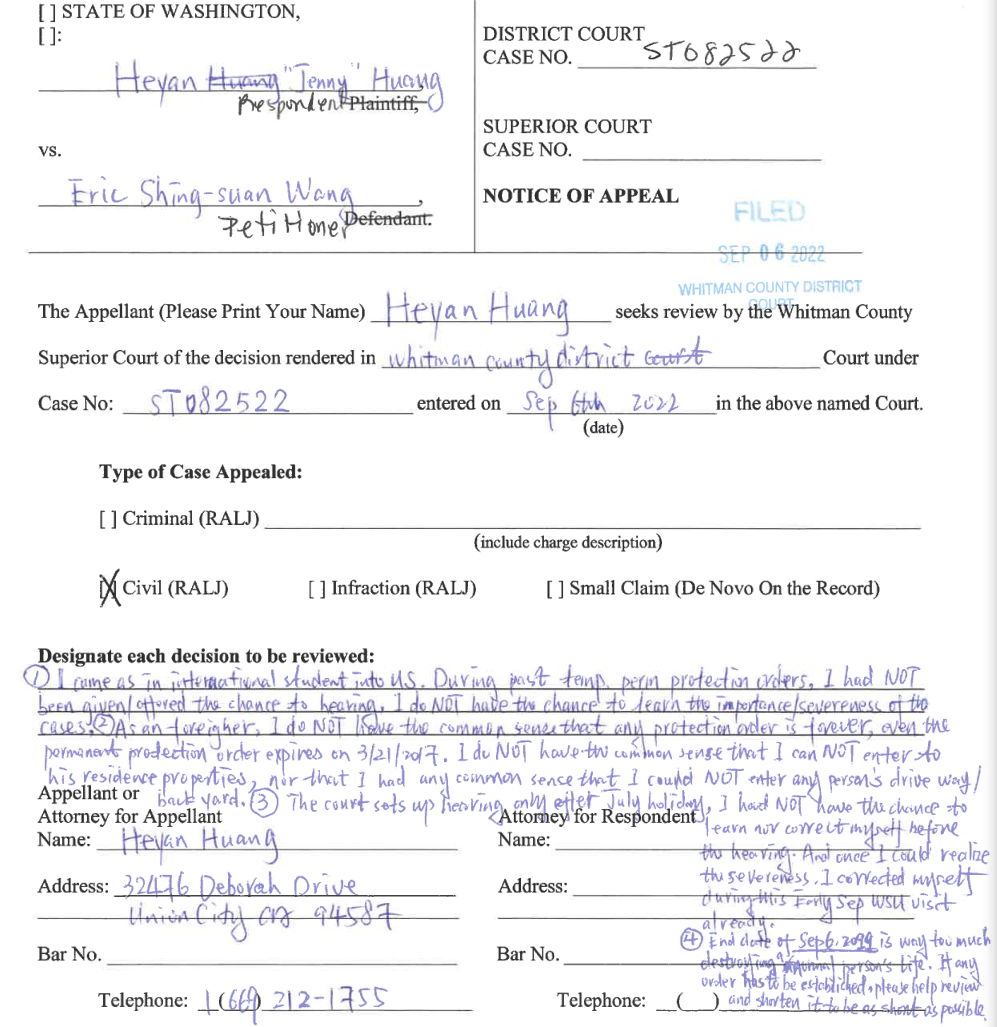 [ ] STATE OF WASHINGTON,
[ ]:
Heyan Huang "Jenny" Huang
Respondent Plaintiff,
vs.
Eric Shing-suan Wang,
Petitioner Defendant.
DISTRICT COURT
CASE NO. ST082522
SUPERIOR COURT
CASE NO.
NOTICE OF APPEAL
FILED
SEP 06 2022
WHITMAN COUNTY DISTRICT
COURT
The Appellant (Please Print Your Name) Heyan Huang seeks review by the Whitman County
Superior Court of the decision rendered in whitman county district court Court under
Case No: ST082522 entered on Sep 6th 2022 in the above named Court.
(date)
Type of Case Appealed:
[ ] Criminal (RALJ)
(include charge description)
[X] Civil (RALJ) [ ] Infraction (RALJ) [ ] Small Claim (De Novo On the Record)
Designate each decision to be reviewed:
① I came as in international student into US. During past temp. perm protection orders, I had NOT
been given/offered the chance to hearing. I do NOT have the chance to learn the importance/severeness of the
cases. ② As an foreigher, I do NOT have the common sense that any protection order is forever, even the
permanent protection order expires on 3/21/2017. I do NOT have the common sense that I can NOT enter to
his residence properties, nor that I had any common sense that I could NOT enter any person's drive way/
back yard. ③ The court sets up hearing only after July holiday, I had NOT have the chance to
learn nor correct myself before
the hearing. And once I could realize
the severeness. I corrected myself
during this Early Sep WSU visit
already.
④ End date of Sep 6, 2099 is way too much
destroying a normal person's life. If any
order has to be established, please help review
and shorten it to be as short as posible.
Appellant or
Attorney for Appellant
Name: Heyan Huang
Address: 32476 Deborah Drive
Union City CA 94587
Bar No.
Telephone: 1 (669) 212-1755
Attorney for Respondent
Name:
Address:
Bar No.
Telephone: ( )